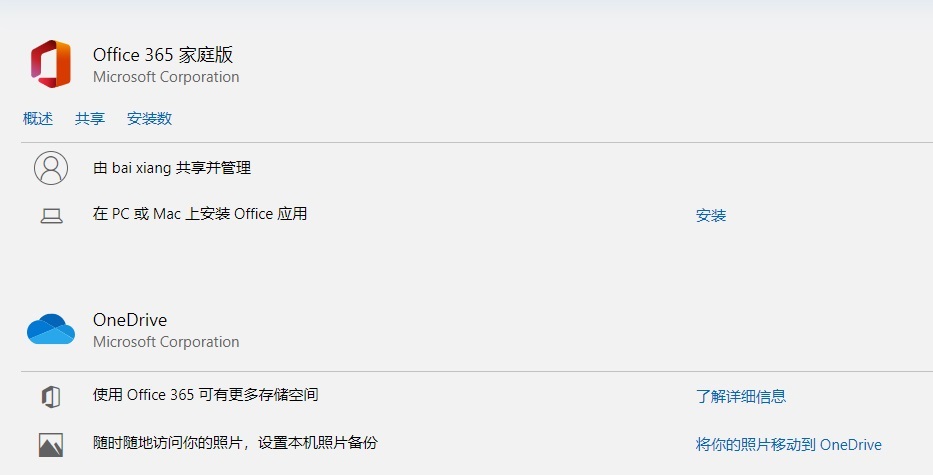 Office 365 家庭版
Microsoft Corporation
概述 共享 安装数
由 bai xiang 共享并管理
在 PC 或 Mac 上安装 Office 应用 安装
OneDrive
Microsoft Corporation
使用 Office 365 可有更多存储空间 了解详细信息
随时随地访问你的照片，设置本机照片备份 将你的照片移动到 OneDrive